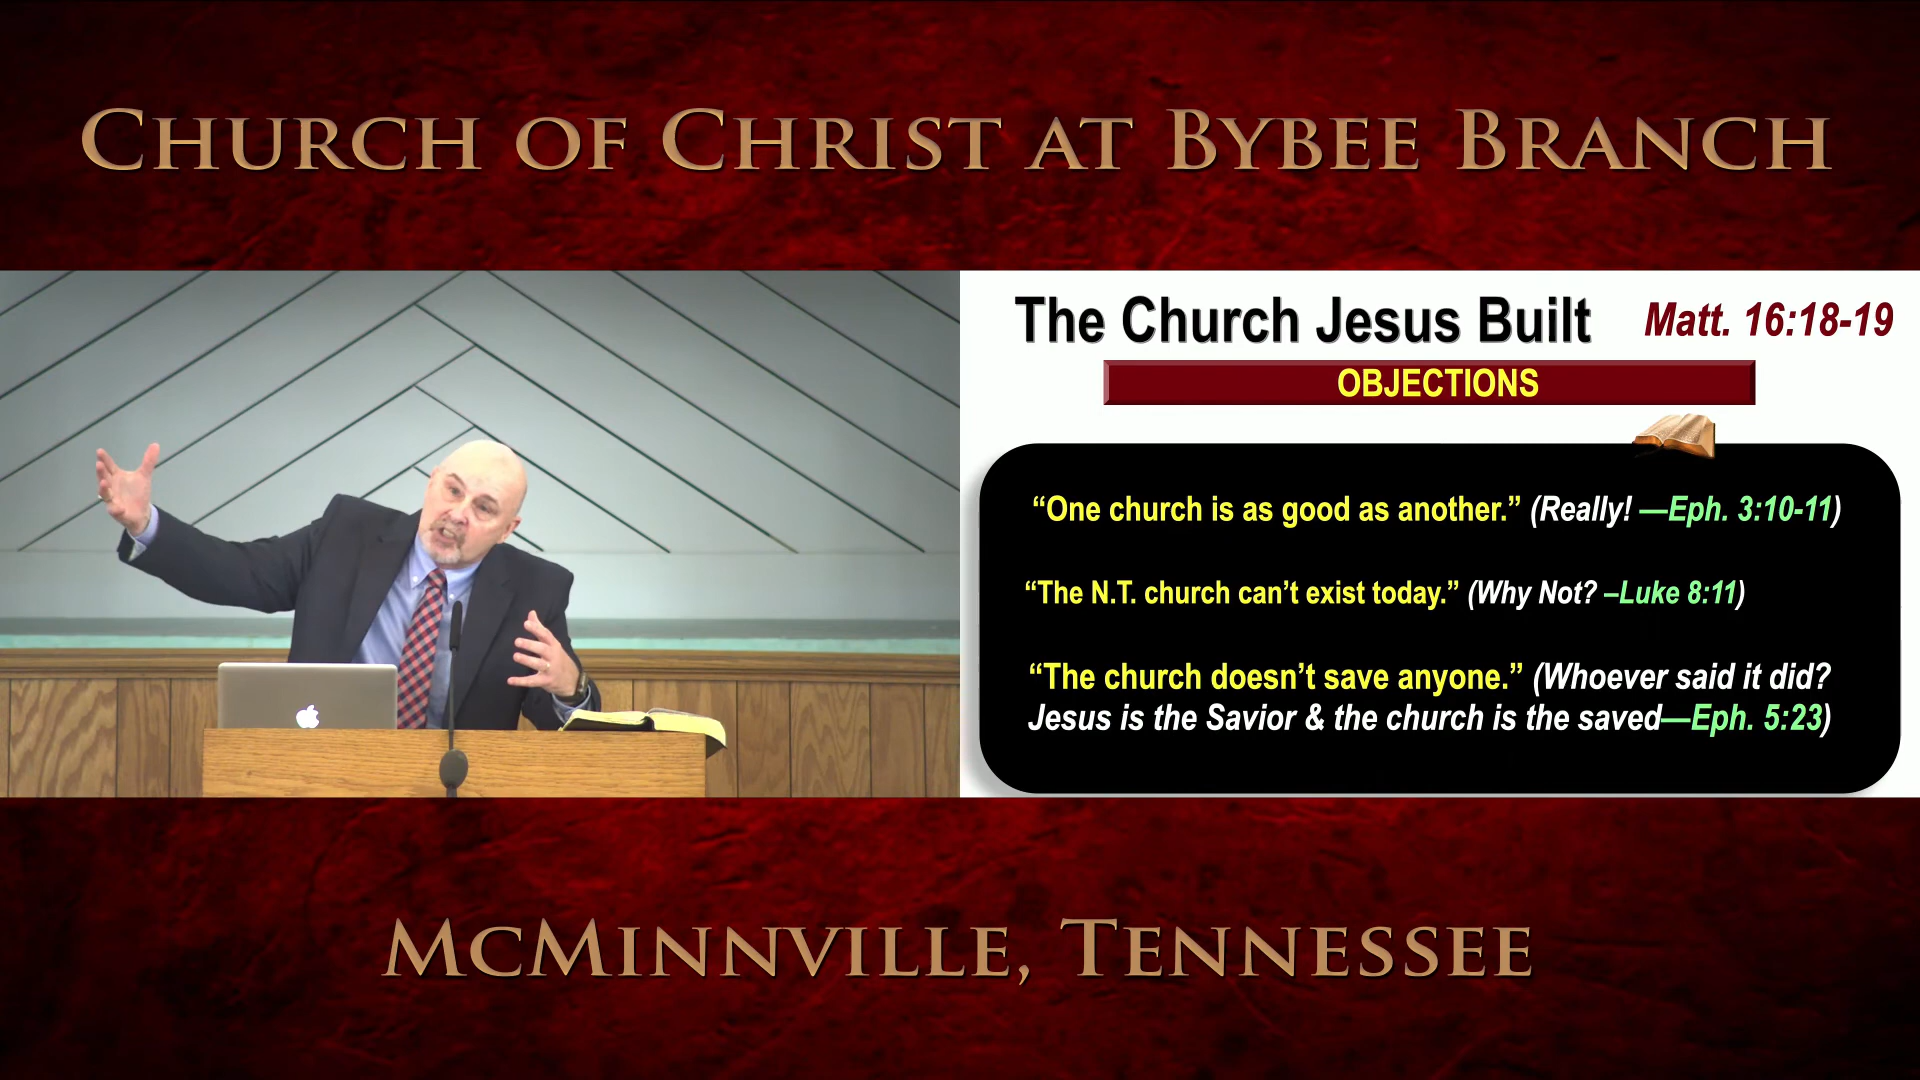 CHURCH OF CHRIST AT BYBEE BRANCH
The Church Jesus Built Matt. 16:18-19
OBJECTIONS
“One church is as good as another.” (Really! —Eph. 3:10-11)
“The N.T. church can’t exist today.” (Why Not? –Luke 8:11)
“The church doesn’t save anyone.” (Whoever said it did?
Jesus is the Savior & the church is the saved—Eph. 5:23)
MCMINNVILLE, TENNESSEE